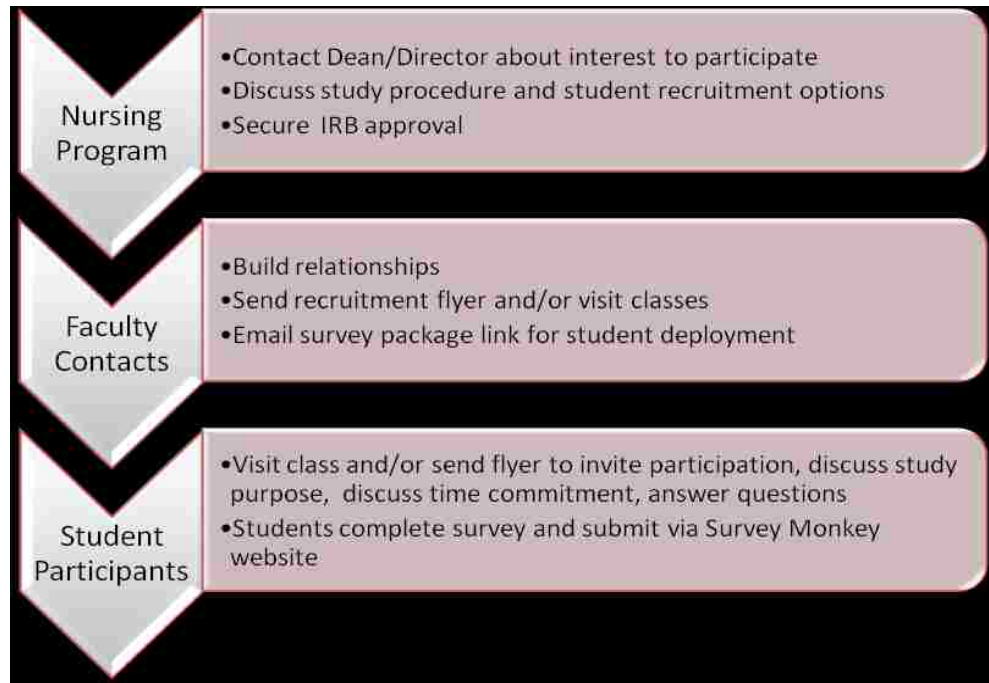 Nursing
Program
•Contact Dean/Director about interest to participate
•Discuss study procedure and student recruitment options
•Secure IRB approval
Faculty
Contacts
•Build relationships
•Send recruitment flyer and/or visit classes
•Email survey package link for student deployment
Student
Participants
•Visit class and/or send flyer to invite participation, discuss study
purpose, discuss time commitment, answer questions
•Students complete survey and submit via Survey Monkey
website